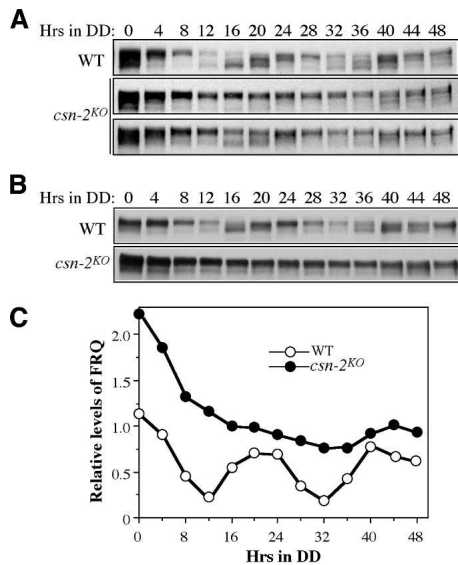 A
Hrs in DD: 0 4 8 12 16 20 24 28 32 36 40 44 48
WT
csn-2KO
B
Hrs in DD: 0 4 8 12 16 20 24 28 32 36 40 44 48
WT
csn-2KO
C
Relative levels of FRQ
2.0
1.5
1.0
0.5
0
WT
csn-2KO
0 8 16 24 32 40 48
Hrs in DD